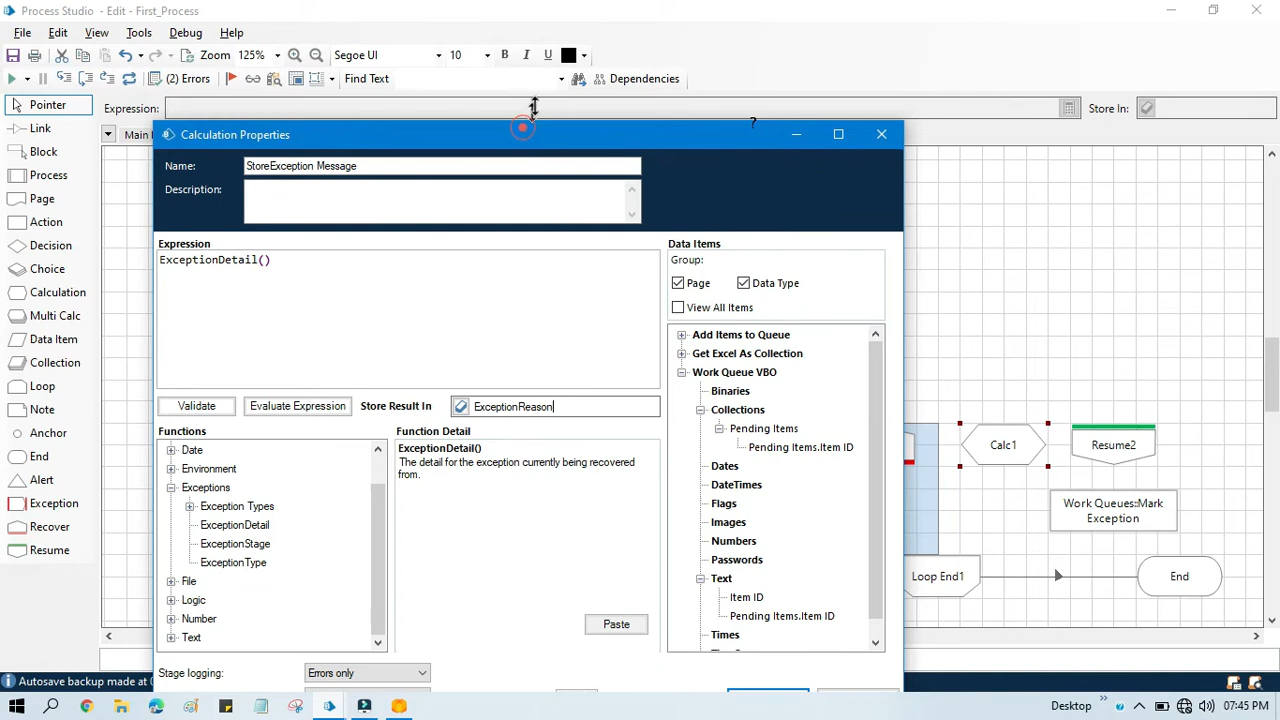 Process Studio - Edit - First_Process
File Edit View Tools Debug Help
Zoom 125% Segoe UI 10 B I U
(2) Errors Find Text Dependencies
Pointer Expression: Store In:
Link Main
Block
Process
Page
Action
Decision
Choice
Calculation
Multi Calc
Data Item
Collection
Loop
Note
Anchor
End
Alert
Exception
Recover
Resume
Calculation Properties
?
Name: StoreException Message
Description:
Expression
ExceptionDetail()
Validate Evaluate Expression Store Result In ExceptionReason
Functions
Date
Environment
Exceptions
Exception Types
ExceptionDetail
ExceptionStage
ExceptionType
File
Logic
Number
Text
Function Detail
ExceptionDetail()
The detail for the exception currently being recovered
from.
Paste
Stage logging: Errors only
Data Items
Group:
Page Data Type
View All Items
Add Items to Queue
Get Excel As Collection
Work Queue VBO
Binaries
Collections
Pending Items
Pending Items.Item ID
Dates
DateTimes
Flags
Images
Numbers
Passwords
Text
Item ID
Pending Items.Item ID
Times
Calc1 Resume2
Work Queues::Mark
Exception
Loop End1 End
Autosave backup made at
Desktop 07:45 PM